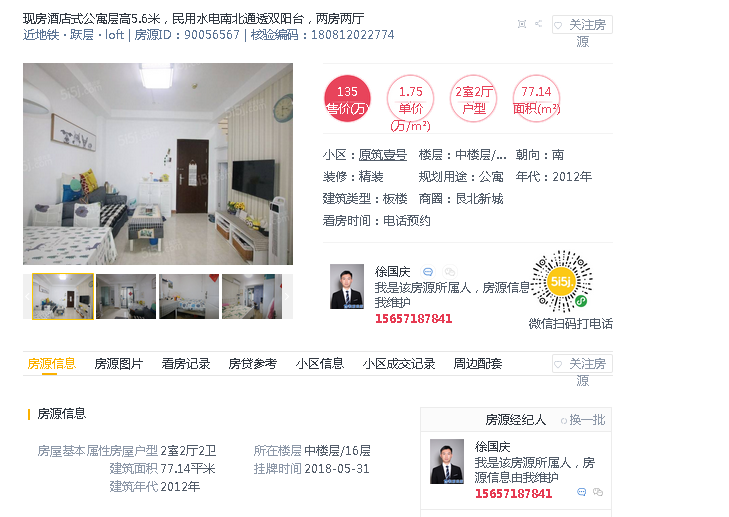 现房酒店式公寓层高5.6米，民用水电南北通透双阳台，两房两厅
近地铁·跃层·loft | 房源ID：90056567 | 核验编码：180812022774
关注房源
135
售价(万)
1.75
单价(万/m²)
2室2厅
户型
77.14
面积(m²)
小区：原筑壹号 楼层：中楼层/... 朝向：南
装修：精装 规划用途：公寓 年代：2012年
建筑类型：板楼 商圈：艮北新城
看房时间：电话预约
徐国庆
我是该房源所属人，房源信息
我维护
15657187841
5i5j.
微信扫码打电话
房源信息 房源图片 看房记录 房贷参考 小区信息 小区成交记录 周边配套
关注房源
房源信息
房屋基本属性 房屋户型 2室2厅2卫 所在楼层 中楼层/16层
建筑面积 77.14平米 挂牌时间 2018-05-31
建筑年代 2012年
房源经纪人 换一批
徐国庆
我是该房源所属人，房
源信息由我维护
15657187841